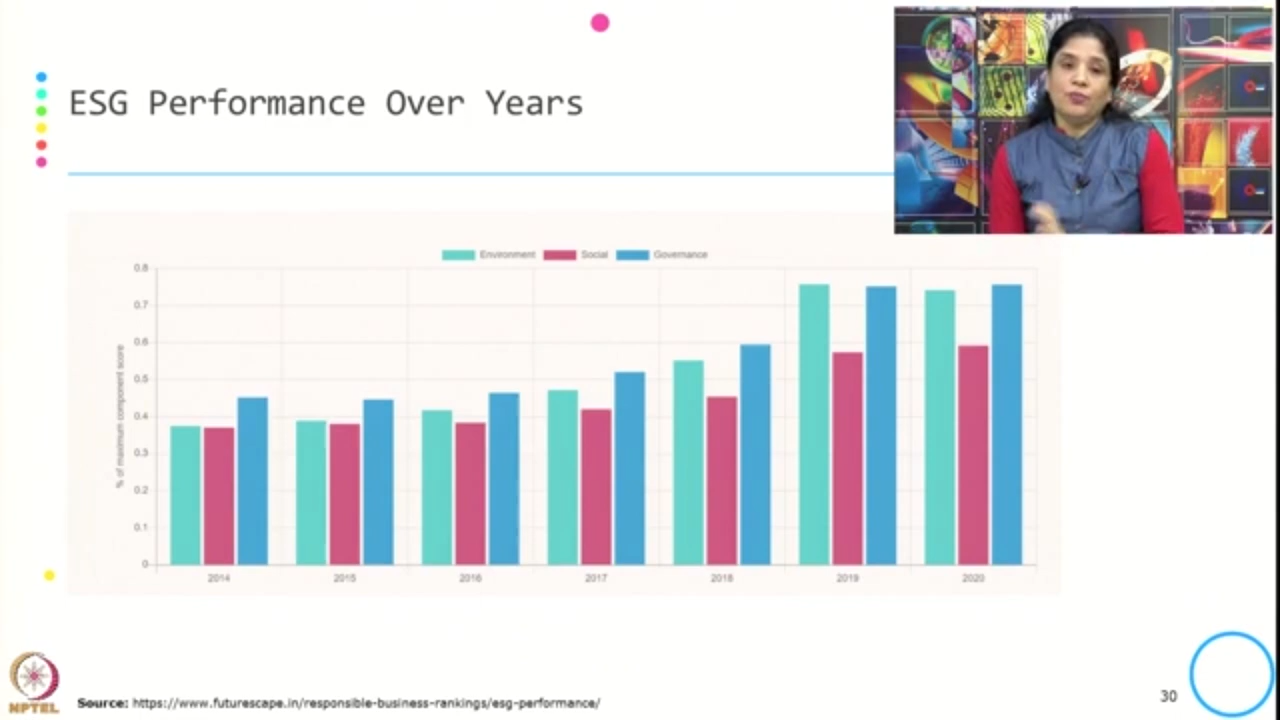 ESG Performance Over Years
Environment Social Governance
% of maximum component score
0.8
0.7
0.6
0.5
0.4
0.3
0.2
0.1
0
2014 2015 2016 2017 2018 2019 2020
NPTEL
Source: https://www.futurescape.in/responsible-business-rankings/esg-performance/
30